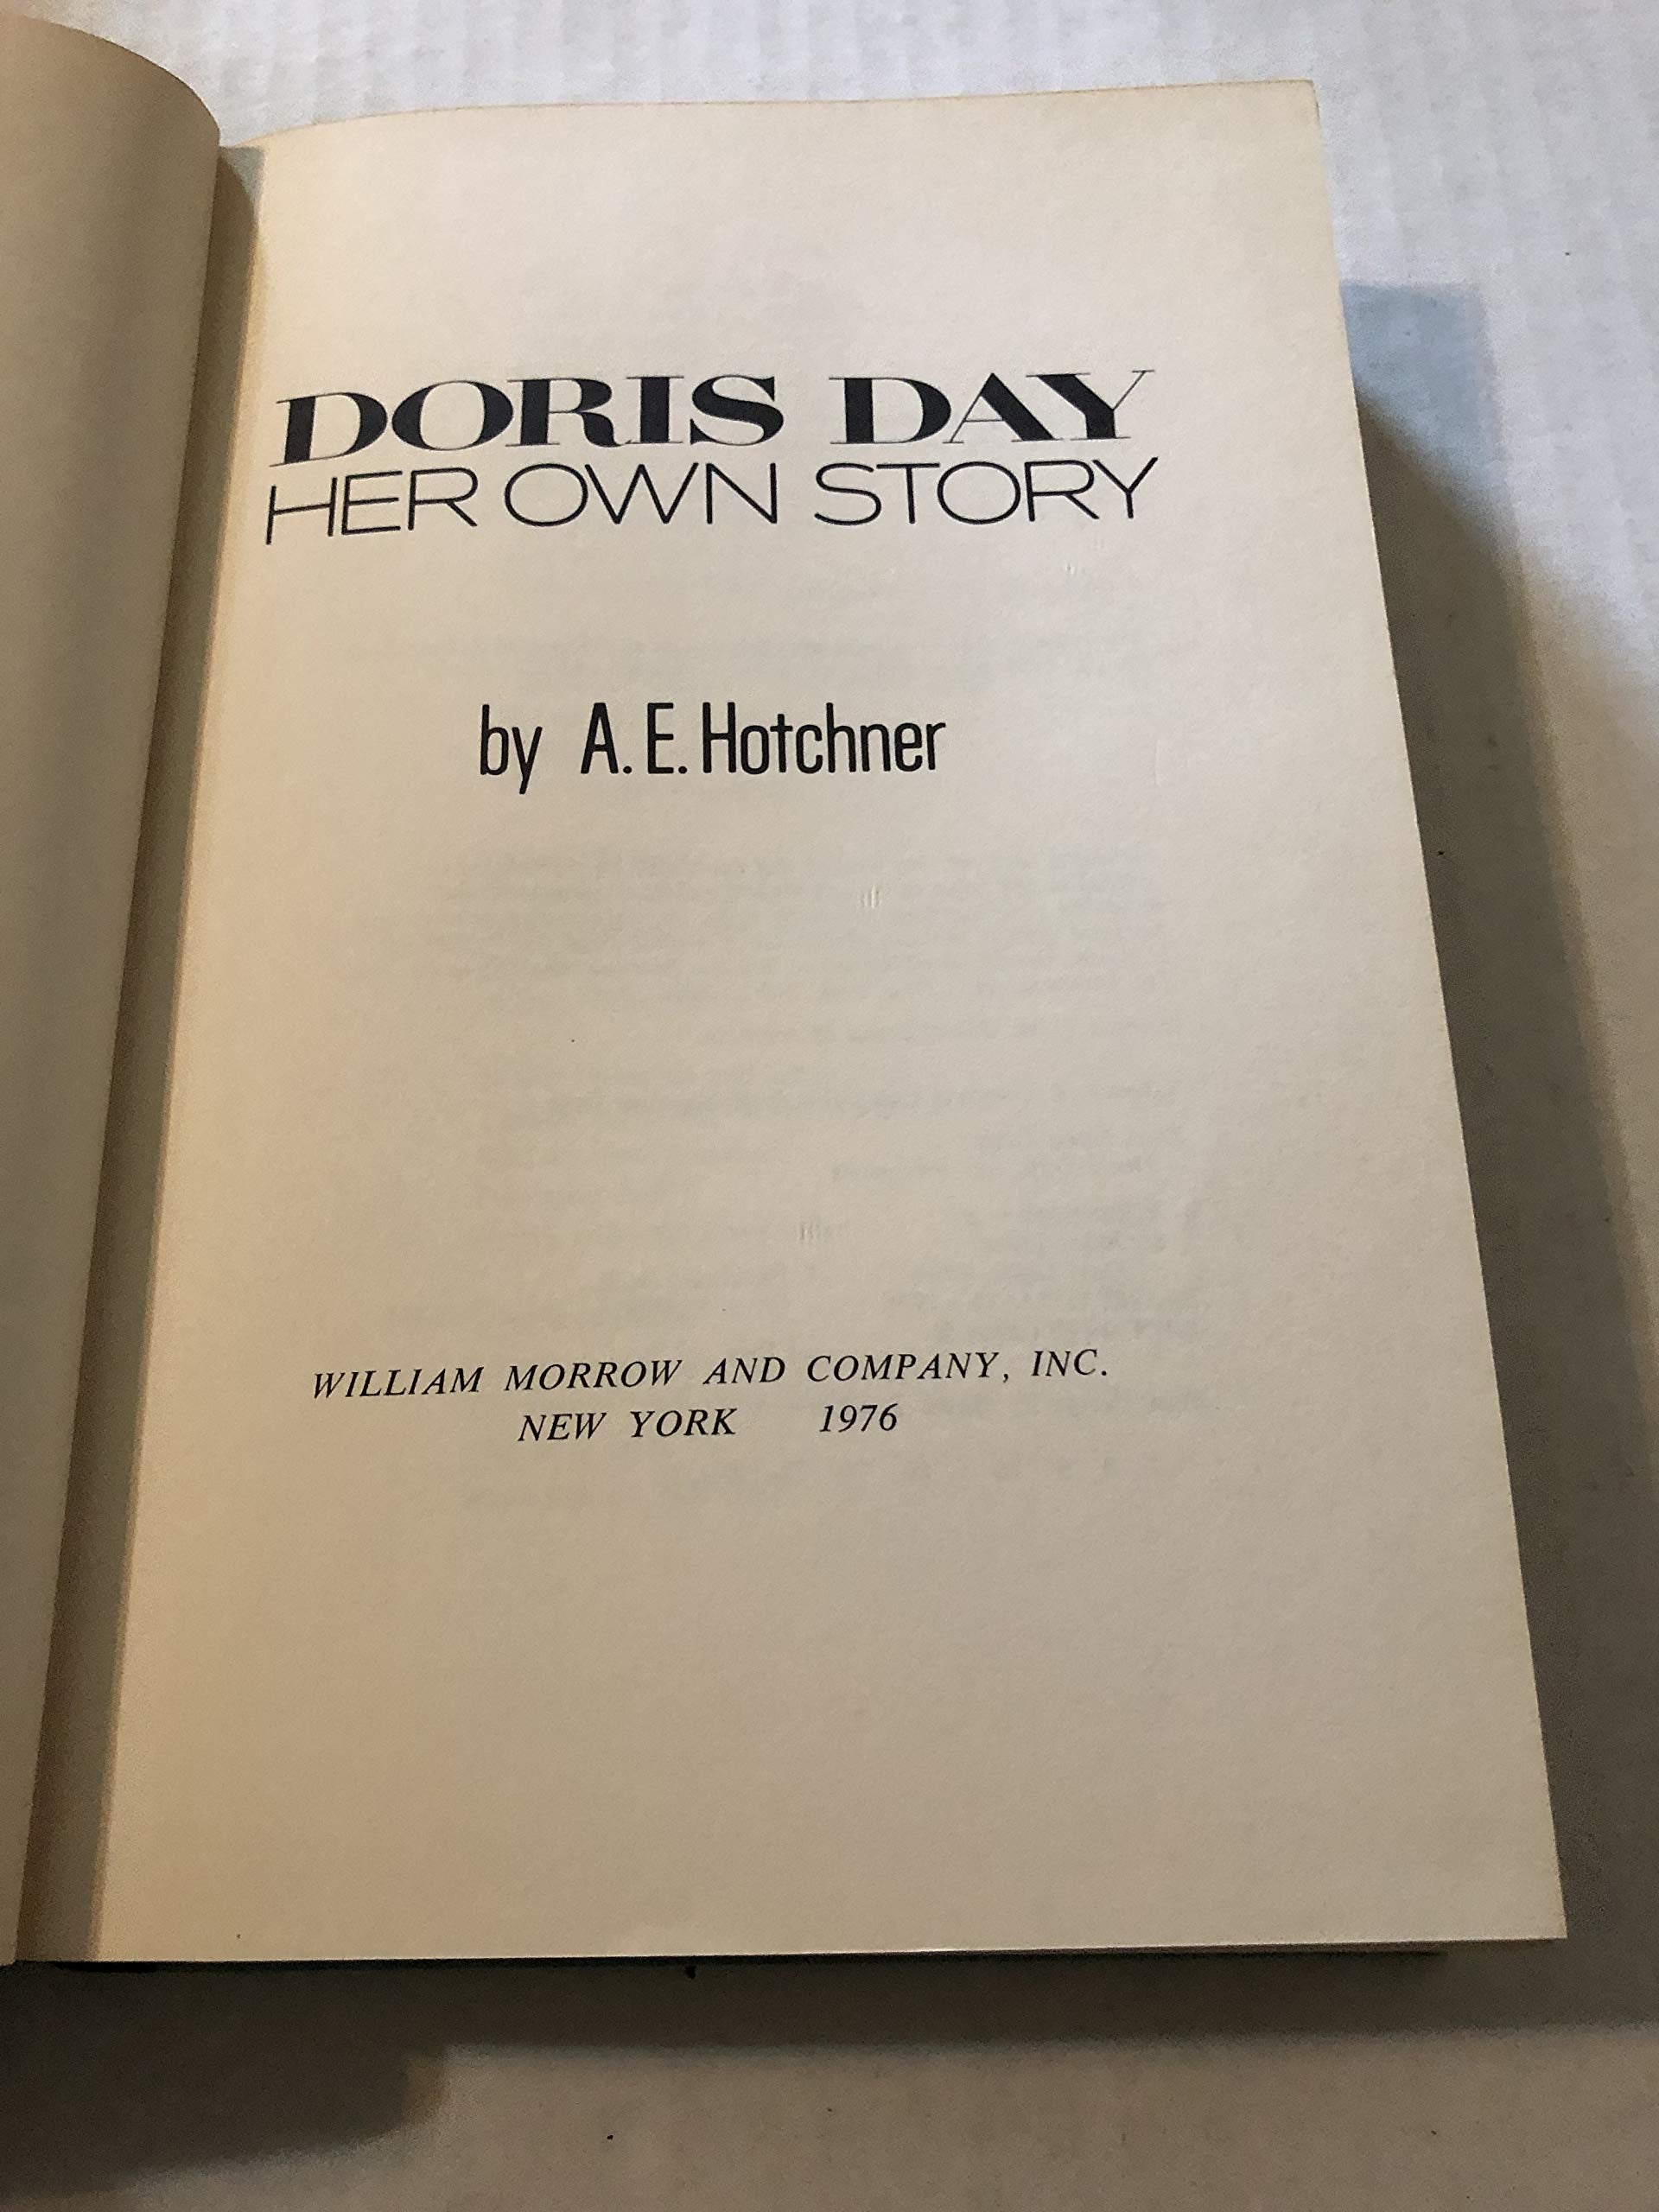 DORIS DAY
HER OWN STORY
by A. E. Hotchner
WILLIAM MORROW AND COMPANY, INC.
NEW YORK 1976